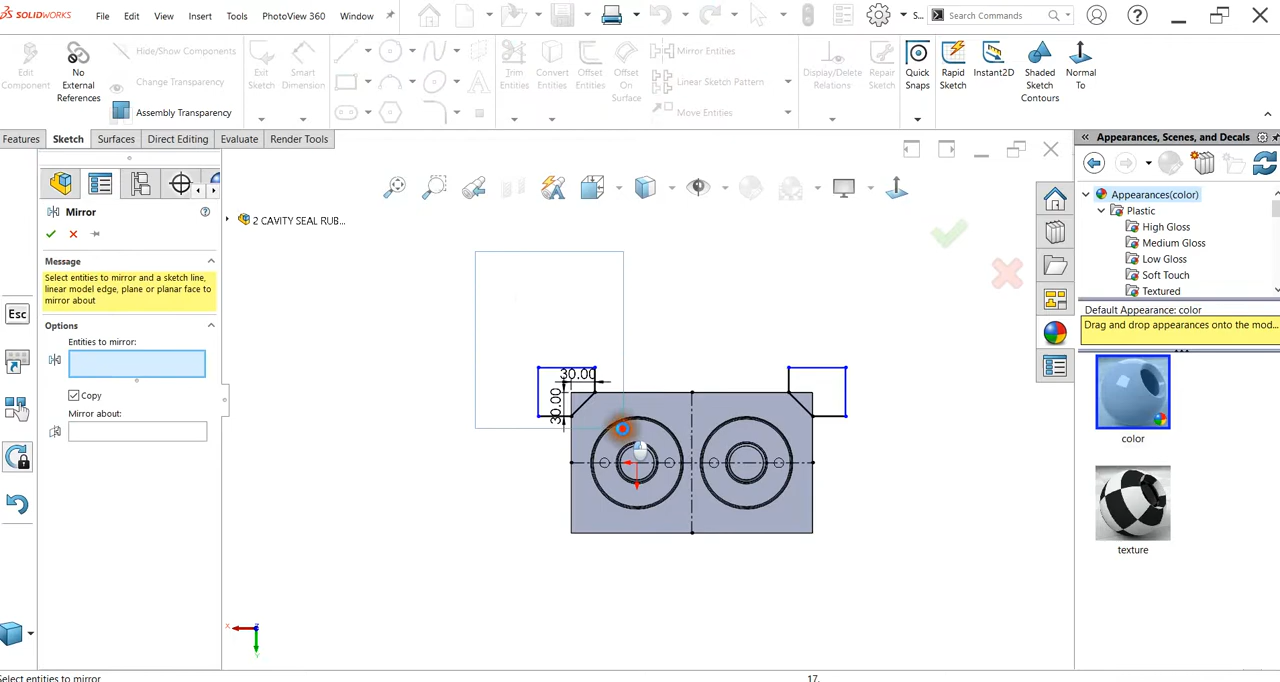 SOLIDWORKS File Edit View Insert Tools PhotoView 360 Window S... Search Commands
Edit Component
No External References
Hide/Show Components
Change Transparency
Assembly Transparency
Exit Sketch
Smart Dimension
Trim Entities
Convert Entities
Offset Entities
Offset On Surface
Mirror Entities
Linear Sketch Pattern
Move Entities
Display/Delete Relations
Repair Sketch
Quick Snaps
Rapid Sketch
Instant2D
Shaded Sketch Contours
Normal To
Features Sketch Surfaces Direct Editing Evaluate Render Tools
Mirror
Message
Select entities to mirror and a sketch line, linear model edge, plane or planar face to mirror about
Options
Entities to mirror:
Copy
Mirror about:
Esc
2 CAVITY SEAL RUB...
30.00
30.00
X
Y
Z
Appearances, Scenes, and Decals
Appearances(color)
Plastic
High Gloss
Medium Gloss
Low Gloss
Soft Touch
Textured
Default Appearance: color
Drag and drop appearances onto the mod...
color
texture
Select entities to mirror
17.